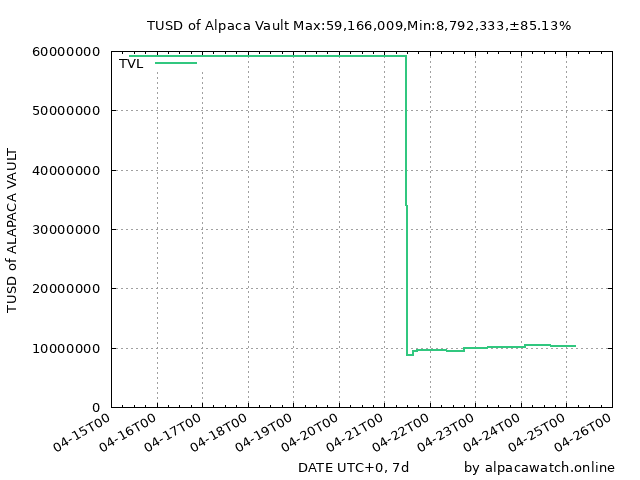 TUSD of Alpaca Vault Max:59,166,009,Min:8,792,333,±85.13%
TVL
60000000
50000000
40000000
30000000
20000000
10000000
0
TUSD of ALAPACA VAULT
04-15T00
04-16T00
04-17T00
04-18T00
04-19T00
04-20T00
04-21T00
04-22T00
04-23T00
04-24T00
04-25T00
04-26T00
DATE UTC+0, 7d
by alpacawatch.online